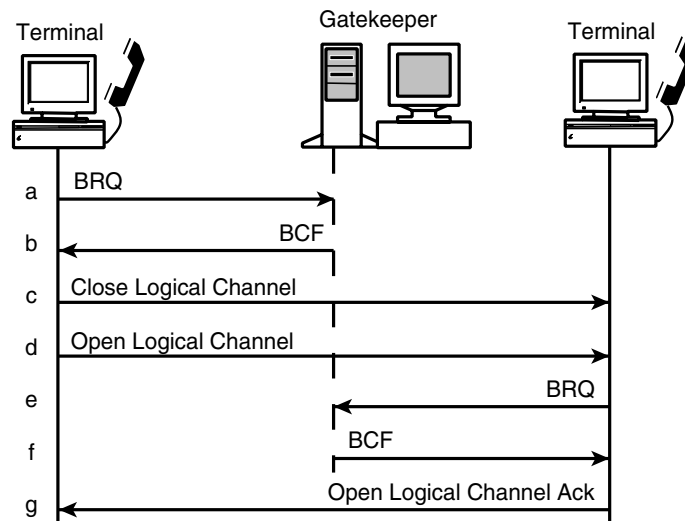 Gatekeeper
Terminal
Terminal
a BRQ
b BCF
c Close Logical Channel
d Open Logical Channel
e BRQ
f BCF
g Open Logical Channel Ack